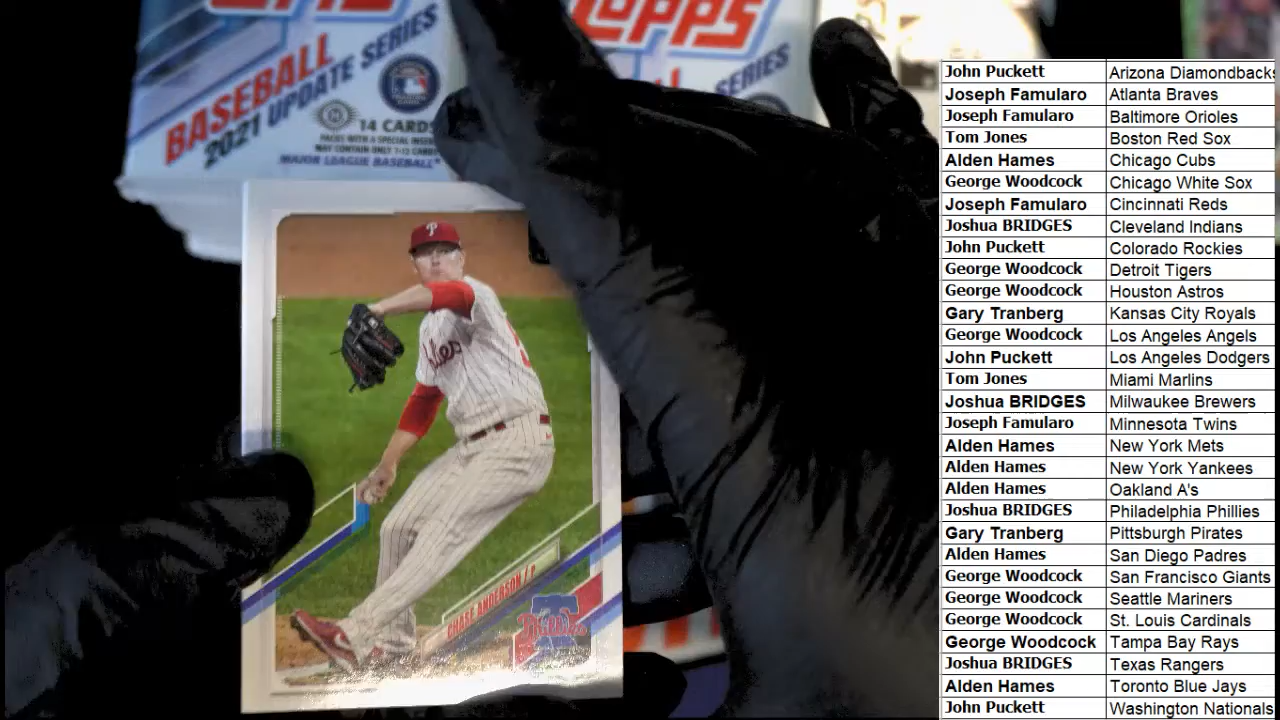 TOPPS
BASEBALL
2021 UPDATE SERIES
14 CARDS
MAJOR LEAGUE BASEBALL
SERIES
P
CHASE ANDERSON / P
Phillies
John Puckett Arizona Diamondbacks
Joseph Famularo Atlanta Braves
Joseph Famularo Baltimore Orioles
Tom Jones Boston Red Sox
Alden Hames Chicago Cubs
George Woodcock Chicago White Sox
Joseph Famularo Cincinnati Reds
Joshua BRIDGES Cleveland Indians
John Puckett Colorado Rockies
George Woodcock Detroit Tigers
George Woodcock Houston Astros
Gary Tranberg Kansas City Royals
George Woodcock Los Angeles Angels
John Puckett Los Angeles Dodgers
Tom Jones Miami Marlins
Joshua BRIDGES Milwaukee Brewers
Joseph Famularo Minnesota Twins
Alden Hames New York Mets
Alden Hames New York Yankees
Alden Hames Oakland A's
Joshua BRIDGES Philadelphia Phillies
Gary Tranberg Pittsburgh Pirates
Alden Hames San Diego Padres
George Woodcock San Francisco Giants
George Woodcock Seattle Mariners
George Woodcock St. Louis Cardinals
George Woodcock Tampa Bay Rays
Joshua BRIDGES Texas Rangers
Alden Hames Toronto Blue Jays
John Puckett Washington Nationals